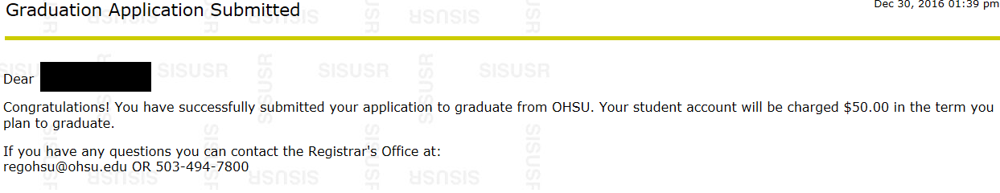 Graduation Application Submitted
Dec 30, 2016 01:39 pm
SISUSR
Dear
Congratulations! You have successfully submitted your application to graduate from OHSU. Your student account will be charged $50.00 in the term you
plan to graduate.
If you have any questions you can contact the Registrar's Office at:
regohsu@ohsu.edu OR 503-494-7800